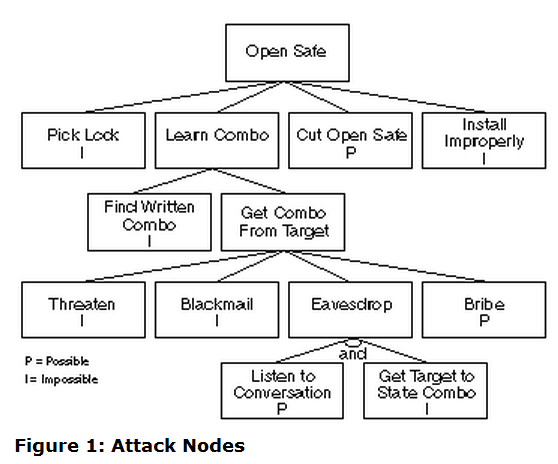 Open Safe
Pick Lock
I
Learn Combo
Cut Open Safe
P
Install
Improperly
I
Find Written
Combo
I
Get Combo
From Target
Threaten
I
Blackmail
I
Eavesdrop
Bribe
P
P = Possible
I = Impossible
and
Listen to
Conversation
P
Get Target to
State Combo
I
Figure 1: Attack Nodes